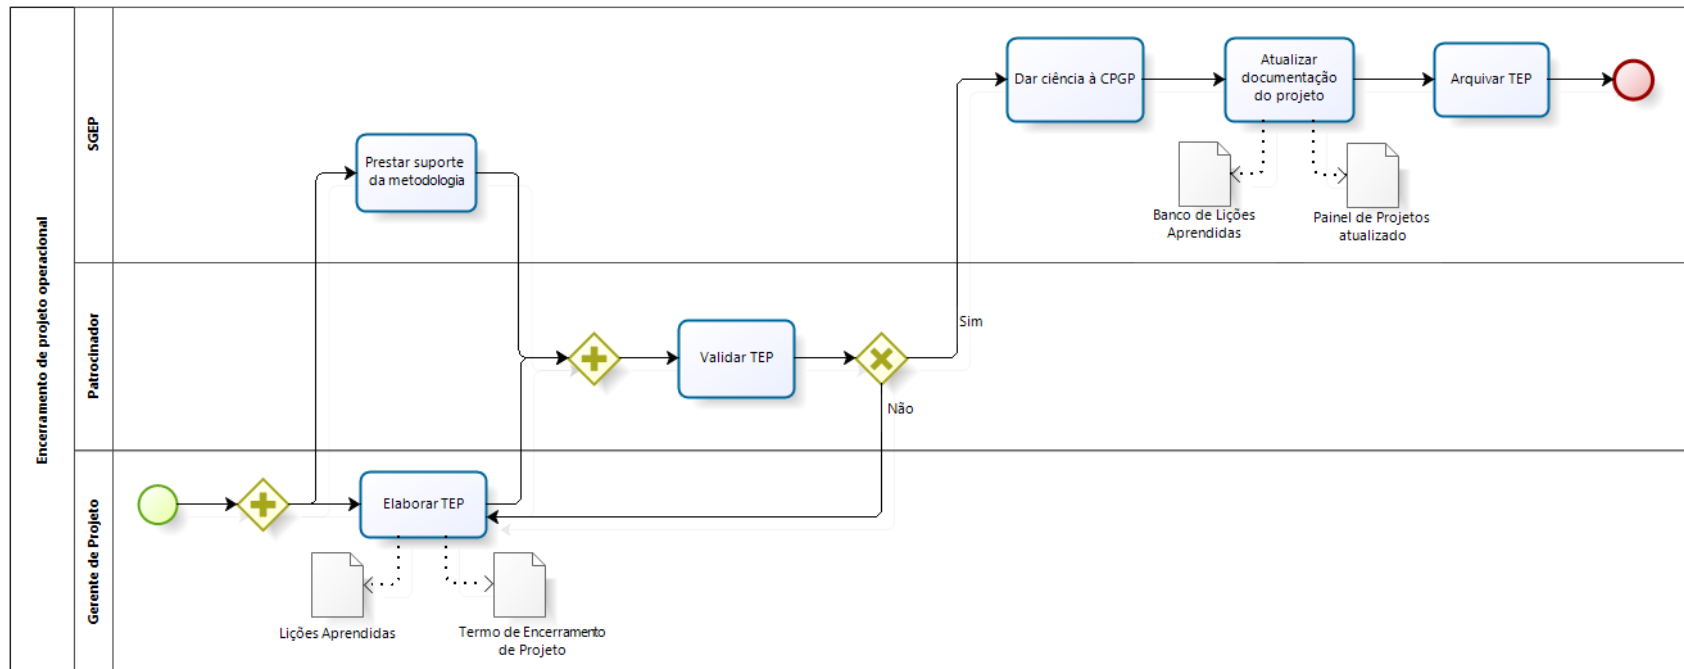 Encerramento de projeto operacional
SGEP
Dar ciência à CPGP
Atualizar
documentação
do projeto
Arquivar TEP
Prestar suporte
da metodologia
Banco de Lições
Aprendidas
Painel de Projetos
atualizado
Patrocinador
Validar TEP
Sim
Não
Gerente de Projeto
Elaborar TEP
Lições Aprendidas
Termo de Encerramento
de Projeto